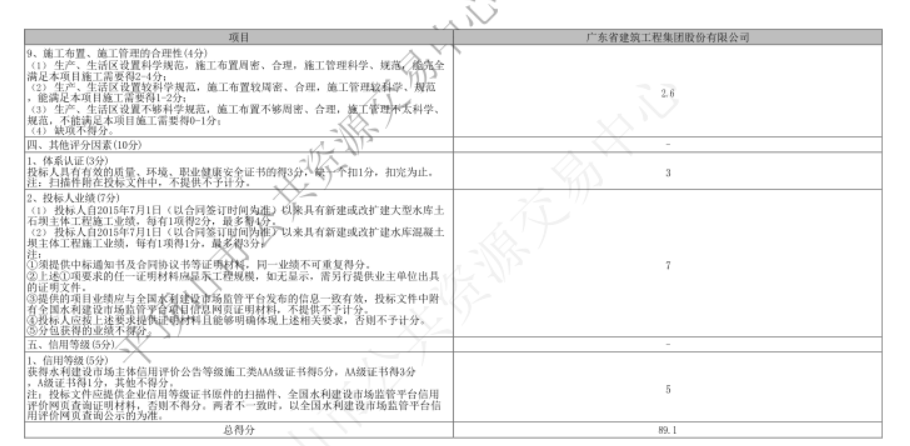 项目 广东省建筑工程集团股份有限公司
9、施工布置、施工管理的合理性(4分)
(1) 生产、生活区设置科学规范，施工布置周密、合理，施工管理科学、规范，能完全
满足本项目施工需要得2-4分；
(2) 生产、生活区设置较科学规范，施工布置较周密、合理，施工管理较科学、规范
，能满足本项目施工需要得1-2分；
(3) 生产、生活区设置不够科学规范，施工布置不够周密、合理，施工管理不太科学、
规范，不能满足本项目施工需要得0-1分；
(4) 缺项不得分。
2.6
四、其他评分因素(10分) -
1、体系认证(3分)
投标人具有有效的质量、环境、职业健康安全证书的得3分，缺一个扣1分，扣完为止。
注：扫描件附在投标文件中，不提供不予计分。
3
2、投标人业绩(7分)
(1) 投标人自2015年7月1日（以合同签订时间为准）以来具有新建或改扩建大型水库土
石坝主体工程施工业绩，每有1项得2分，最多得4分。
(2) 投标人自2015年7月1日（以合同签订时间为准）以来具有新建或改扩建水库混凝土
坝主体工程施工业绩，每有1项得1分，最多得3分。
注：
①须提供中标通知书及合同协议书等证明材料，同一业绩不可重复得分。
②上述①项要求的任一证明材料应显示工程规模，如无显示，需另行提供业主单位出具
的证明文件。
③提供的项目业绩应与全国水利建设市场监管平台发布的信息一致有效，投标文件中附
有全国水利建设市场监管平台项目信息网页证明材料，不提供不予计分。
④投标人应按上述要求提供证明材料且能够明确体现上述相关要求，否则不予计分。
⑤分包获得的业绩不得分。
7
五、信用等级(5分) -
1、信用等级(5分)
获得水利建设市场主体信用评价公告等级施工类AAA级证书得5分，AA级证书得3分
，A级证书得1分，其他不得分。
注：投标文件应提供企业信用等级证书原件的扫描件、全国水利建设市场监管平台信用
评价网页查询证明材料，否则不得分。两者不一致时，以全国水利建设市场监管平台信
用评价网页查询公示的为准。
5
总得分 89.1
平顶山市公共资源交易中心
山市公共资源交易中心